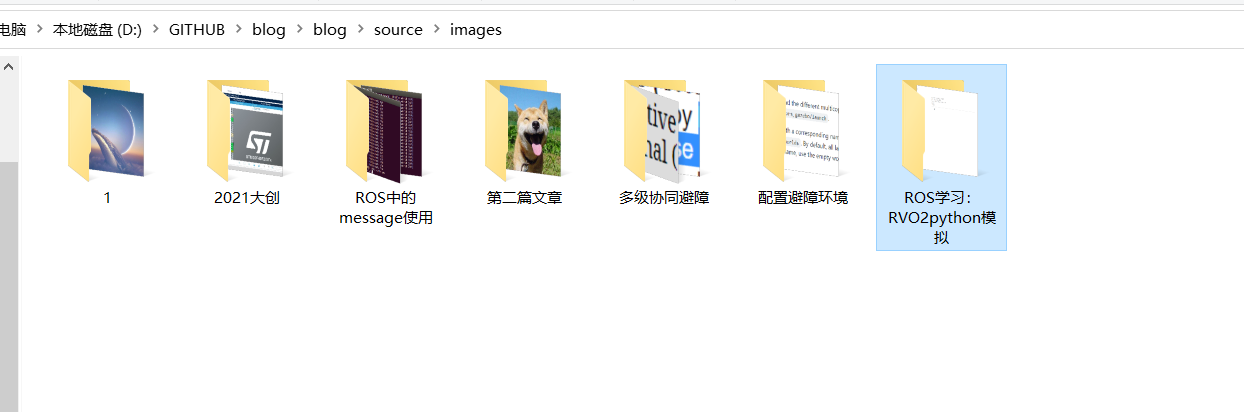 电脑 > 本地磁盘 (D:) > GITHUB > blog > blog > source > images
1
2021大创
ROS中的
message使用
第二篇文章
多级协同避障
配置避障环境
ROS学习：
RVO2python模
拟